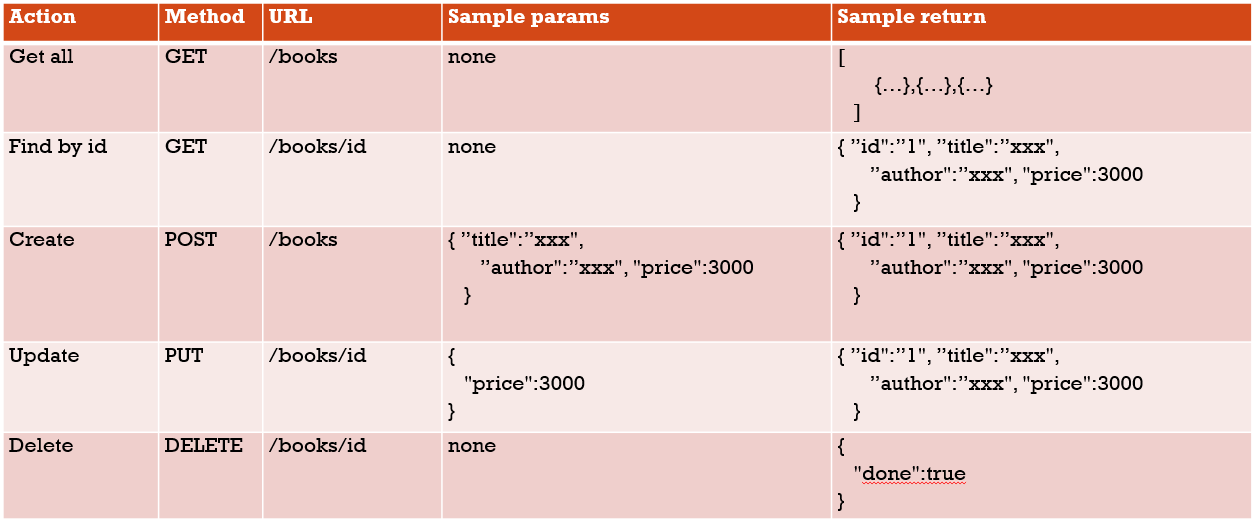 Action Method URL Sample params Sample return
Get all GET /books none [
{…},{…},{…}
]
Find by id GET /books/id none { ”id":”1", ”title":”xxx",
”author":”xxx", "price":3000
}
Create POST /books { ”title":”xxx", { ”id":”1", ”title":”xxx",
”author":”xxx", "price":3000 ”author":”xxx", "price":3000
} }
Update PUT /books/id { { ”id":”1", ”title":”xxx",
"price":3000 ”author":”xxx", "price":3000
} }
Delete DELETE /books/id none {
"done":true
}